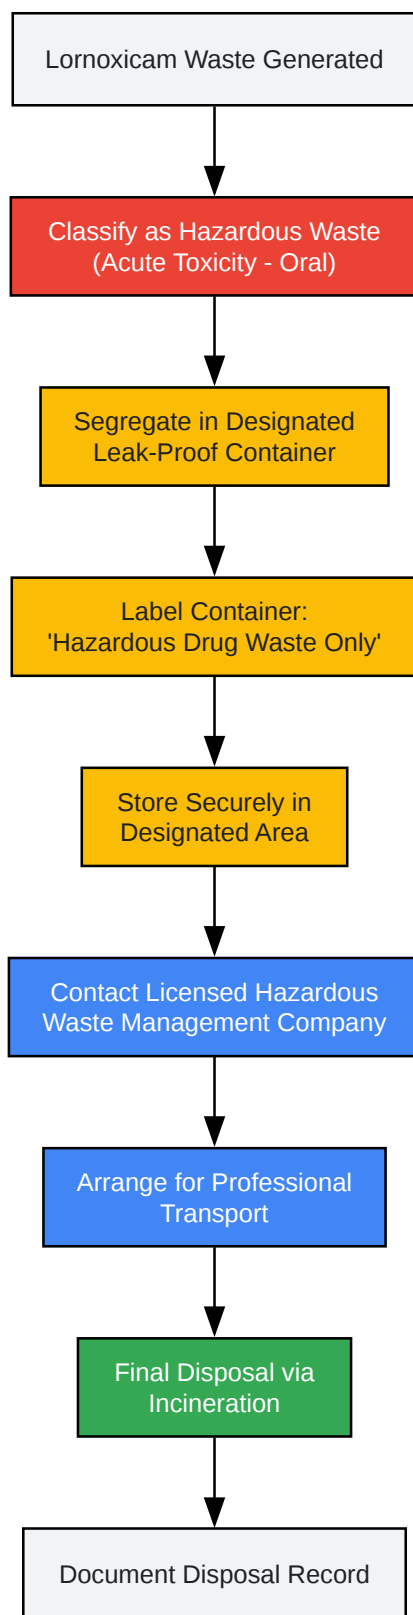 Lornoxicam Waste Generated
Classify as Hazardous Waste
(Acute Toxicity - Oral)
Segregate in Designated
Leak-Proof Container
Label Container:
'Hazardous Drug Waste Only'
Store Securely in
Designated Area
Contact Licensed Hazardous
Waste Management Company
Arrange for Professional
Transport
Final Disposal via
Incineration
Document Disposal Record